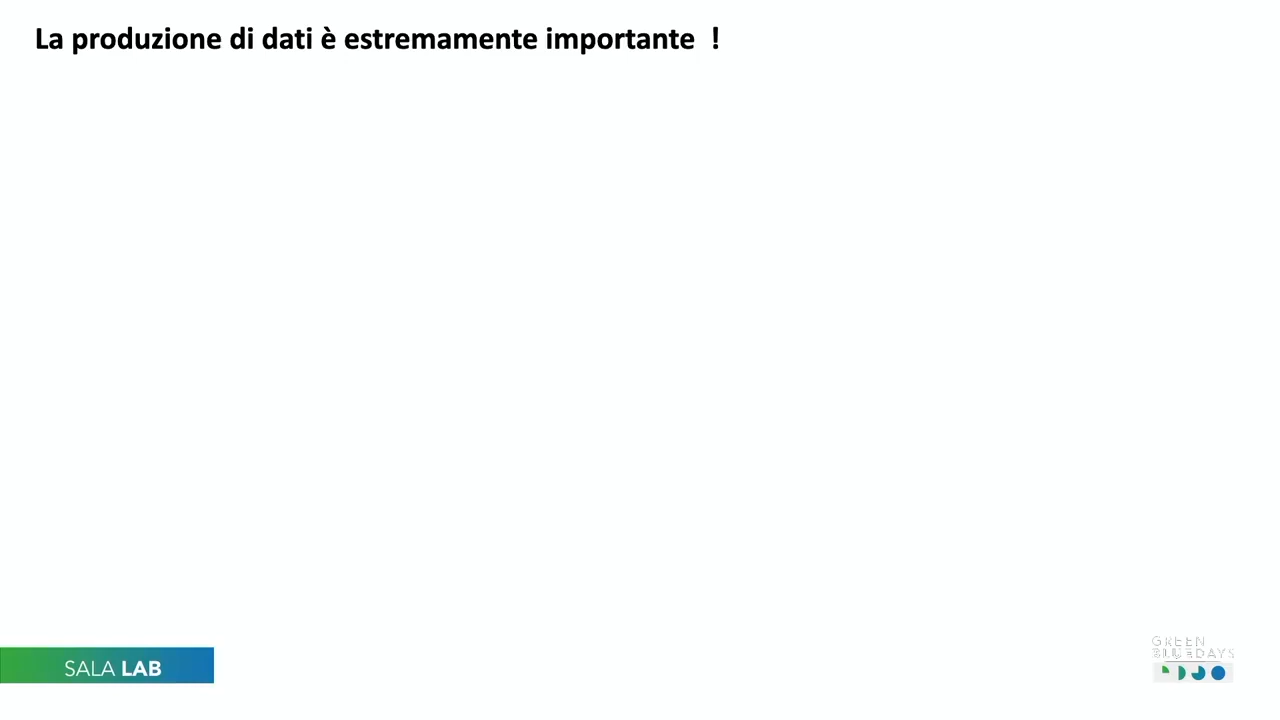 La produzione di dati è estremamente importante  !
SALA LAB
GREEN
BLUEDAYS